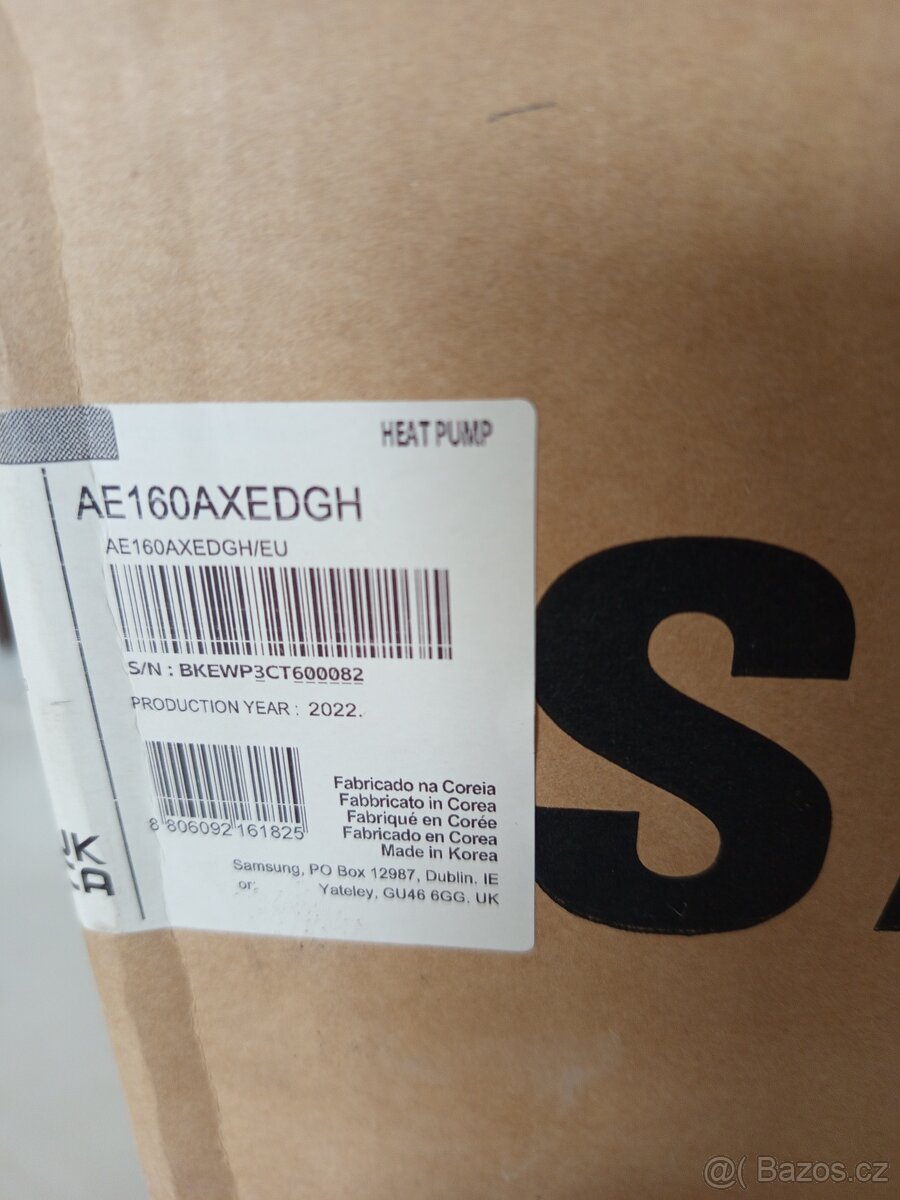 HEAT PUMP
AE160AXEDGH
AE160AXEDGH/EU
S/N : BKEWP3CT600082
PRODUCTION YEAR : 2022.
8 806092 161825
Fabricado na Coreia
Fabbricato in Corea
Fabriqué en Corée
Fabricado en Corea
Made in Korea
Samsung, PO Box 12987, Dublin. IE
or Yateley, GU46 6GG. UK
UK
CA
S
@( Bazos.cz